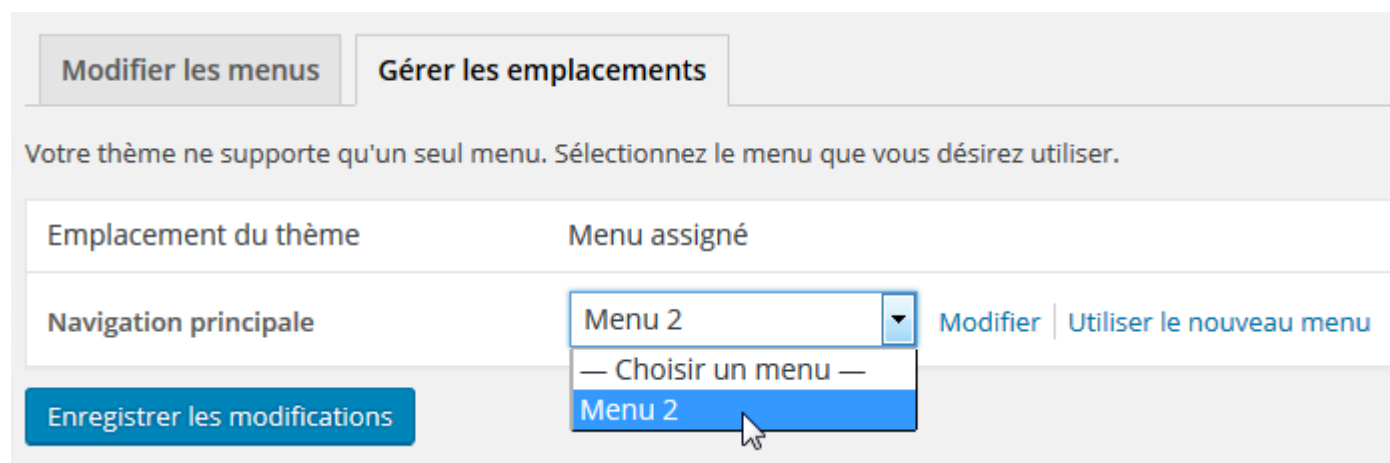 Modifier les menus Gérer les emplacements
Votre thème ne supporte qu'un seul menu. Sélectionnez le menu que vous désirez utiliser.
Emplacement du thème Menu assigné
Navigation principale Menu 2 Modifier Utiliser le nouveau menu
— Choisir un menu —
Menu 2
Enregistrer les modifications